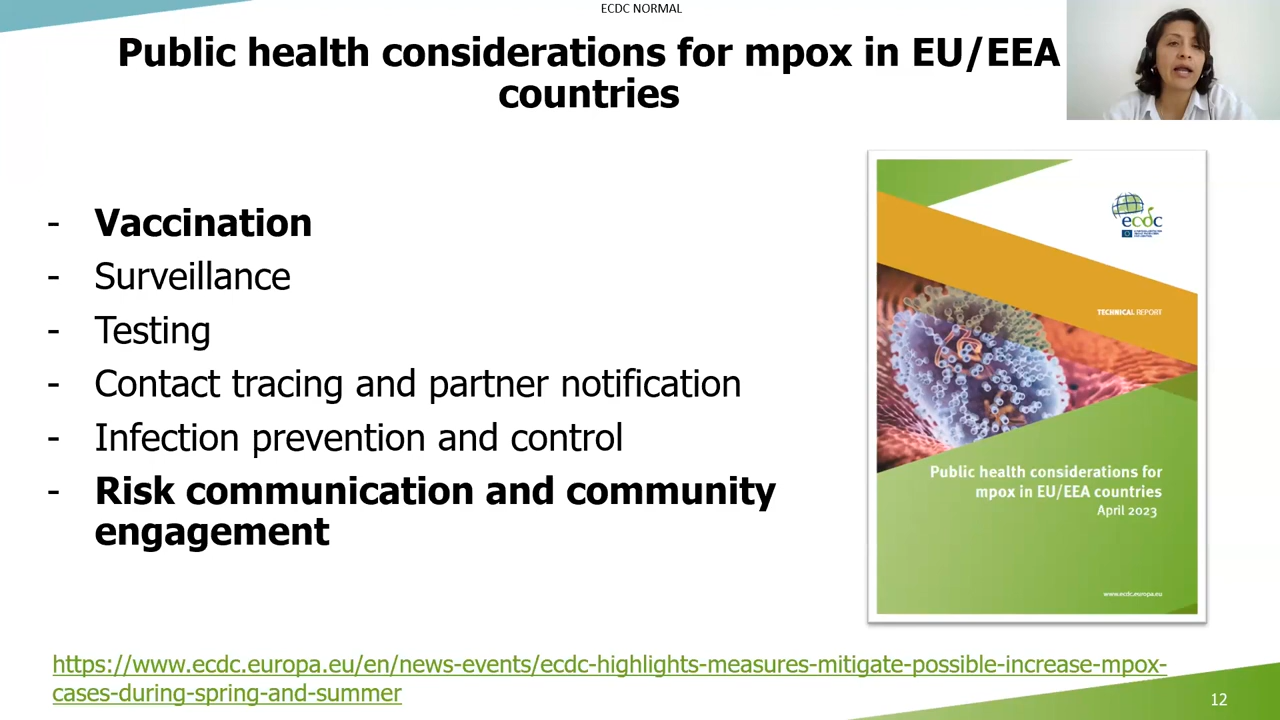 ECDC NORMAL
Public health considerations for mpox in EU/EEA
countries
- Vaccination
- Surveillance
- Testing
- Contact tracing and partner notification
- Infection prevention and control
- Risk communication and community
engagement
ecdc
TECHNICAL REPORT
Public health considerations for
mpox in EU/EEA countries
April 2023
www.ecdc.europa.eu
https://www.ecdc.europa.eu/en/news-events/ecdc-highlights-measures-mitigate-possible-increase-mpox-
cases-during-spring-and-summer
12